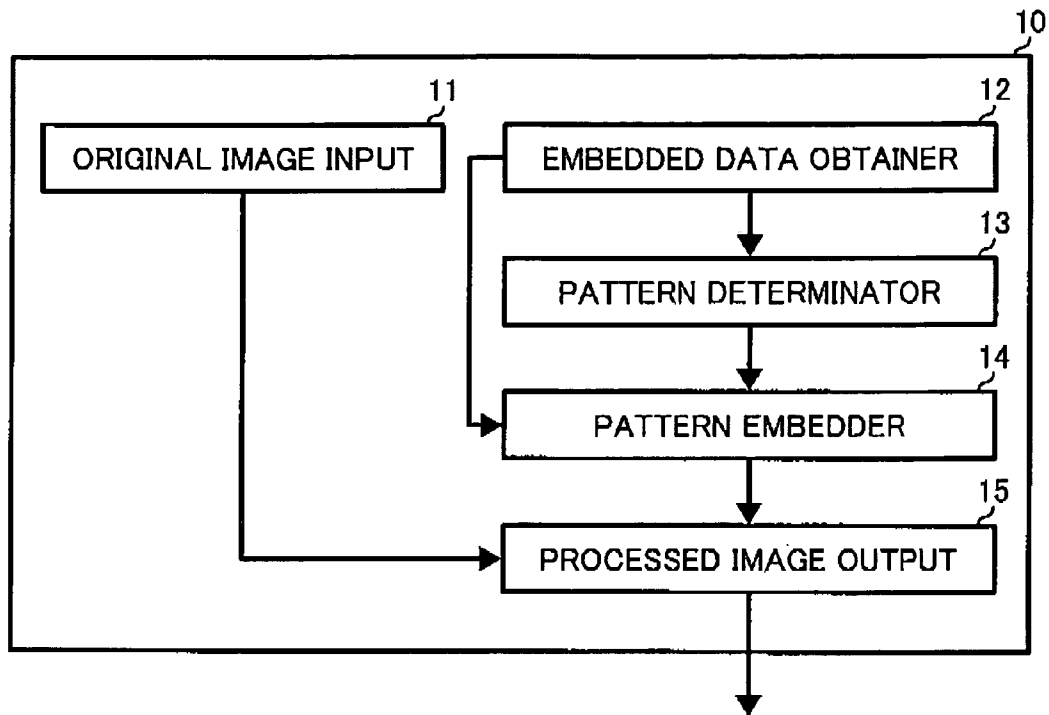 10
11
ORIGINAL IMAGE INPUT
12
EMBEDDED DATA OBTAINER
13
PATTERN DETERMINATOR
14
PATTERN EMBEDDER
15
PROCESSED IMAGE OUTPUT